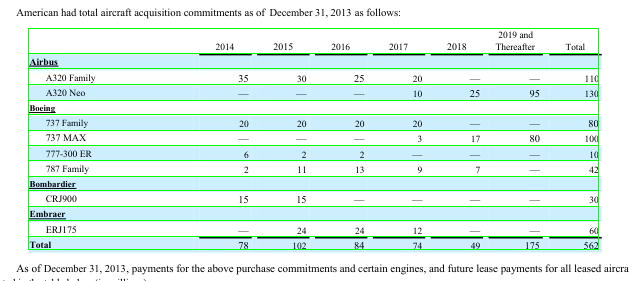 American had total aircraft acquisition commitments as of December 31, 2013 as follows:
2019 and
2014 2015 2016 2017 2018 Thereafter Total
Airbus
A320 Family 35 30 25 20 — — 110
A320 Neo — — — 10 25 95 130
Boeing
737 Family 20 20 20 20 — — 80
737 MAX — — — 3 17 80 100
777-300 ER 6 2 2 — — — 10
787 Family 2 11 13 9 7 — 42
Bombardier
CRJ900 15 15 — — — — 30
Embraer
ERJ175 — 24 24 12 — — 60
Total 78 102 84 74 49 175 562
As of December 31, 2013, payments for the above purchase commitments and certain engines, and future lease payments for all leased aircra